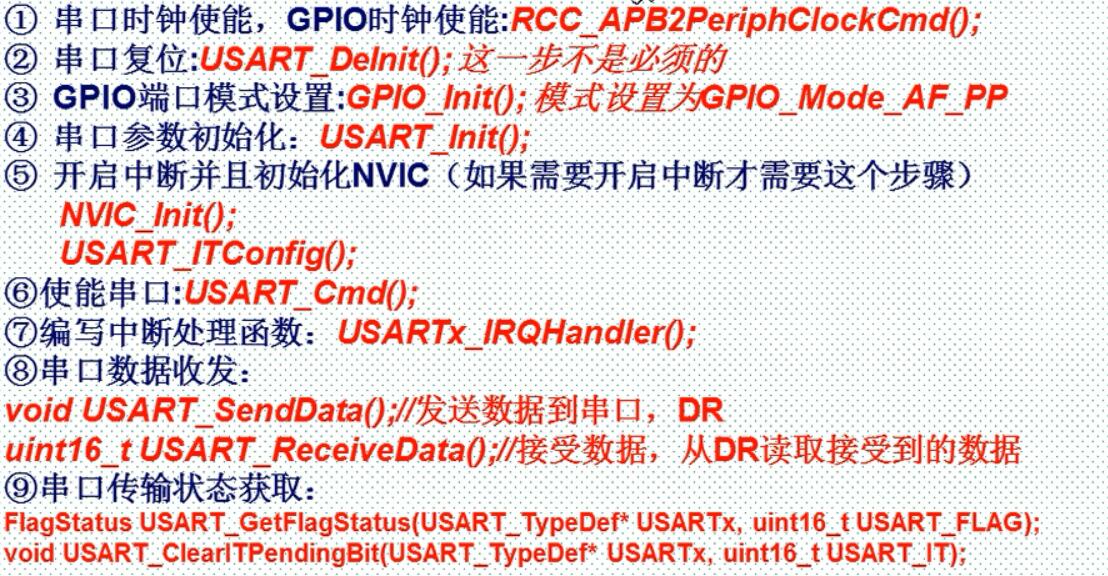 ① 串口时钟使能，GPIO时钟使能:RCC_APB2PeriphClockCmd();
② 串口复位:USART_DeInit(); 这一步不是必须的
③ GPIO端口模式设置:GPIO_Init(); 模式设置为GPIO_Mode_AF_PP
④ 串口参数初始化：USART_Init();
⑤ 开启中断并且初始化NVIC（如果需要开启中断才需要这个步骤）
NVIC_Init();
USART_ITConfig();
⑥使能串口:USART_Cmd();
⑦编写中断处理函数：USARTx_IRQHandler();
⑧串口数据收发：
void USART_SendData();//发送数据到串口，DR
uint16_t USART_ReceiveData();//接受数据，从DR读取接受到的数据
⑨串口传输状态获取：
FlagStatus USART_GetFlagStatus(USART_TypeDef* USARTx, uint16_t USART_FLAG);
void USART_ClearITPendingBit(USART_TypeDef* USARTx, uint16_t USART_IT);